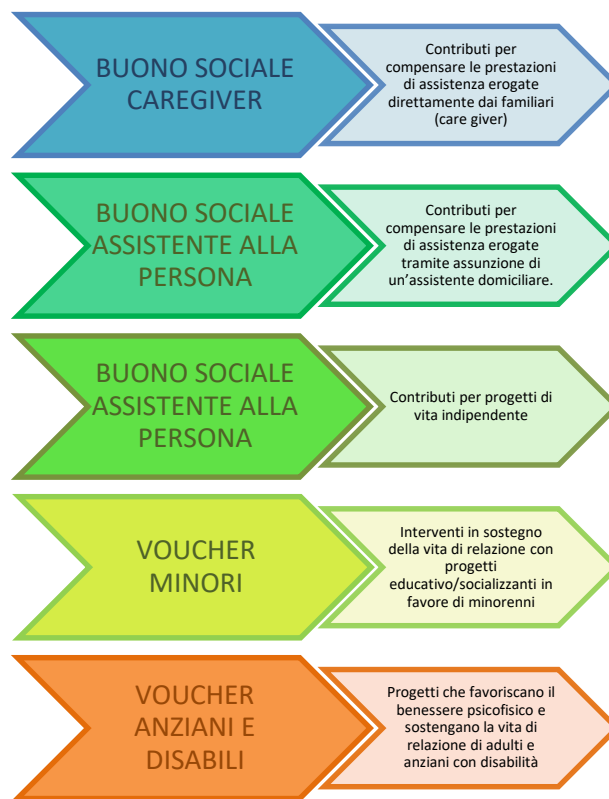 BUONO SOCIALE
CAREGIVER
Contributi per
compensare le prestazioni
di assistenza erogate
direttamente dai familiari
(care giver)
BUONO SOCIALE
ASSISTENTE ALLA
PERSONA
Contributi per
compensare le prestazioni
di assistenza erogate
tramite assunzione di
un'assistente domiciliare.
BUONO SOCIALE
ASSISTENTE ALLA
PERSONA
Contributi per progetti di
vita indipendente
VOUCHER
MINORI
Interventi in sostegno
della vita di relazione con
progetti
educativo/socializzanti in
favore di minorenni
VOUCHER
ANZIANI E
DISABILI
Progetti che favoriscano il
benessere psicofisico e
sostengano la vita di
relazione di adulti e
anziani con disabilità